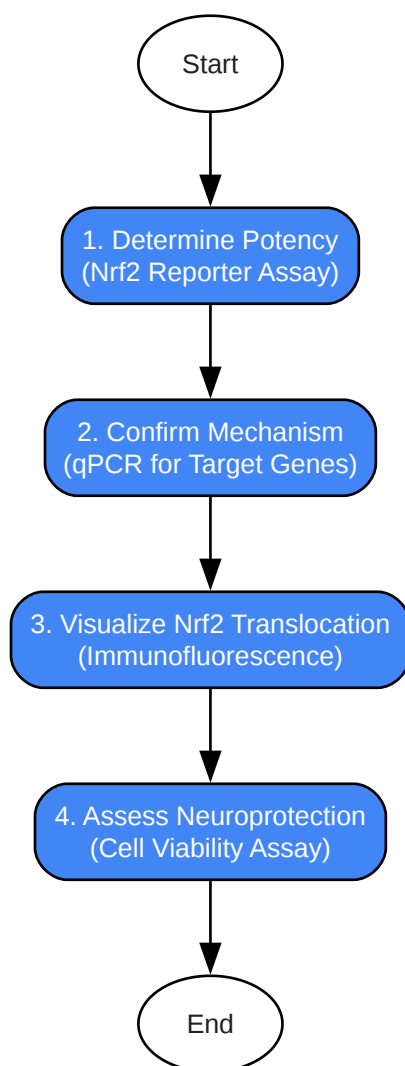 Start
1. Determine Potency
(Nrf2 Reporter Assay)
2. Confirm Mechanism
(qPCR for Target Genes)
3. Visualize Nrf2 Translocation
(Immunofluorescence)
4. Assess Neuroprotection
(Cell Viability Assay)
End